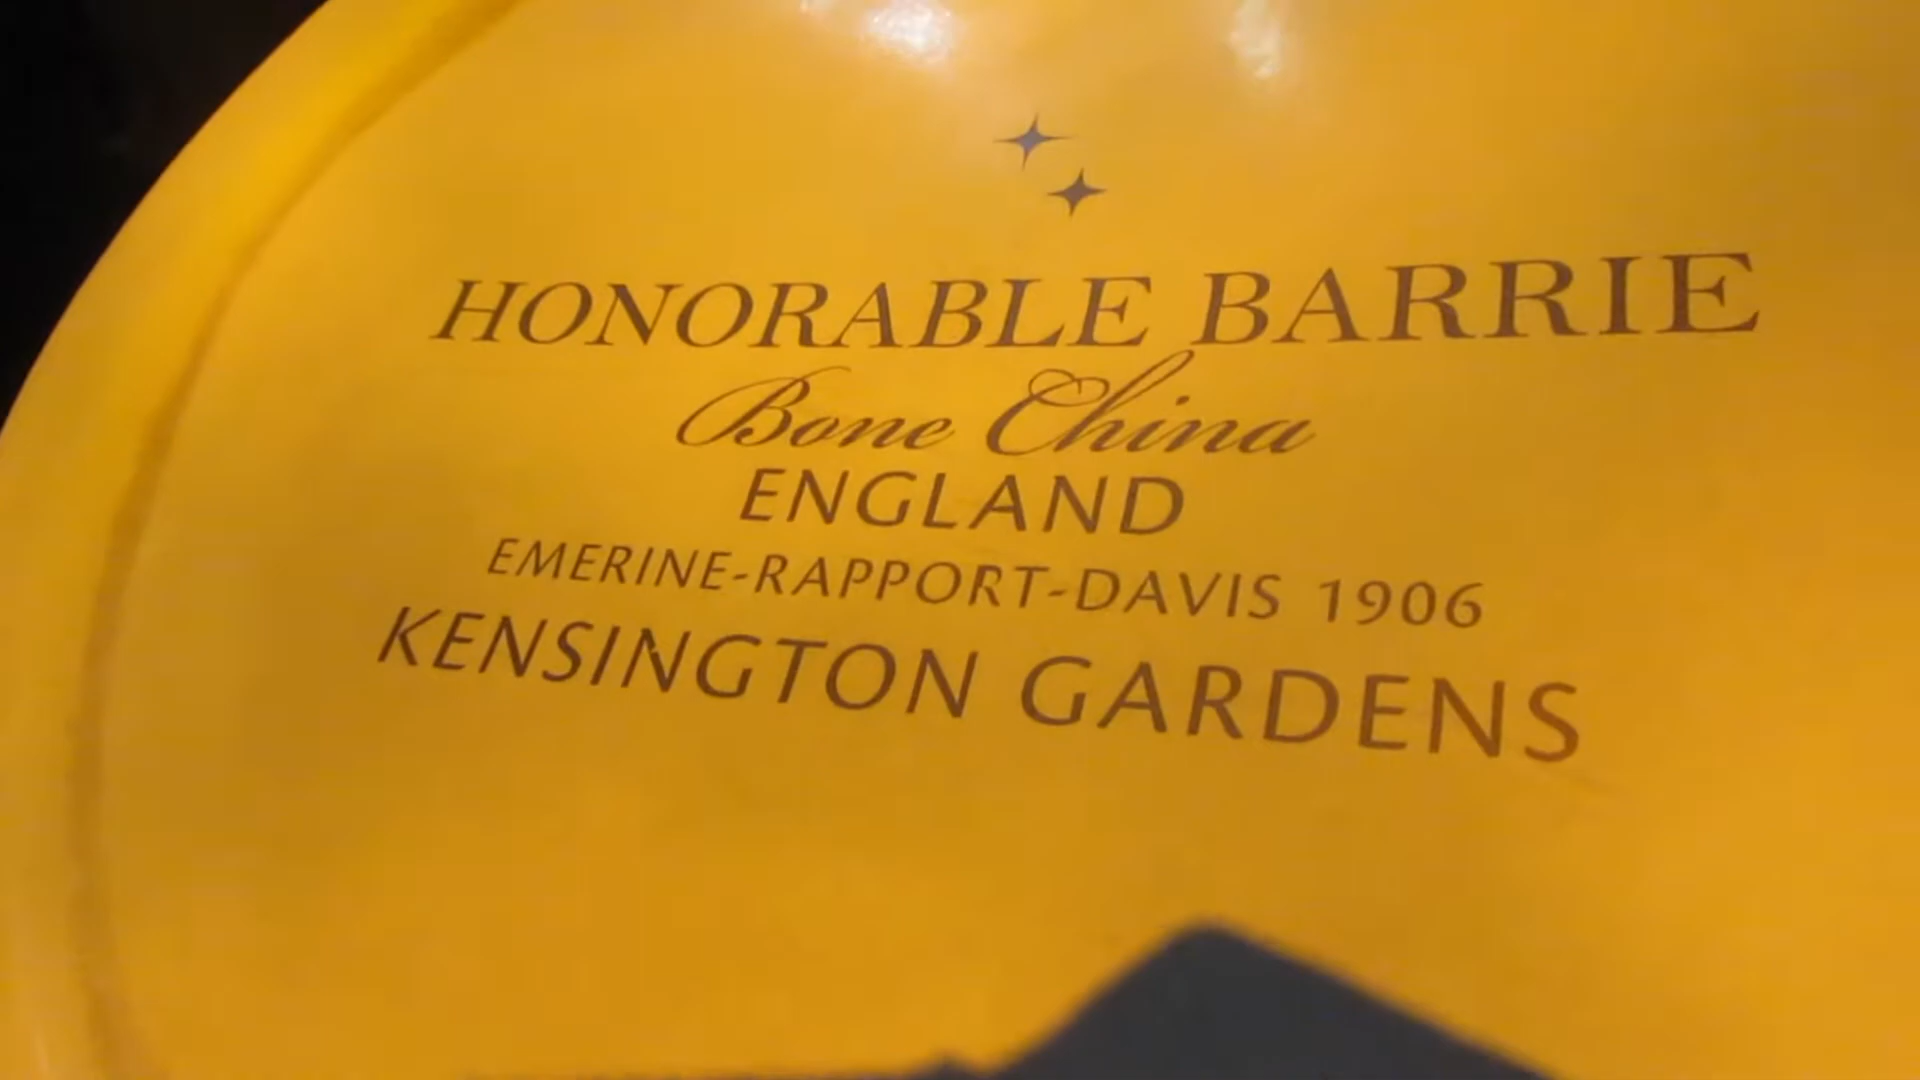 HONORABLE BARRIE
Bone China
ENGLAND
EMERINE-RAPPORT-DAVIS 1906
KENSINGTON GARDENS